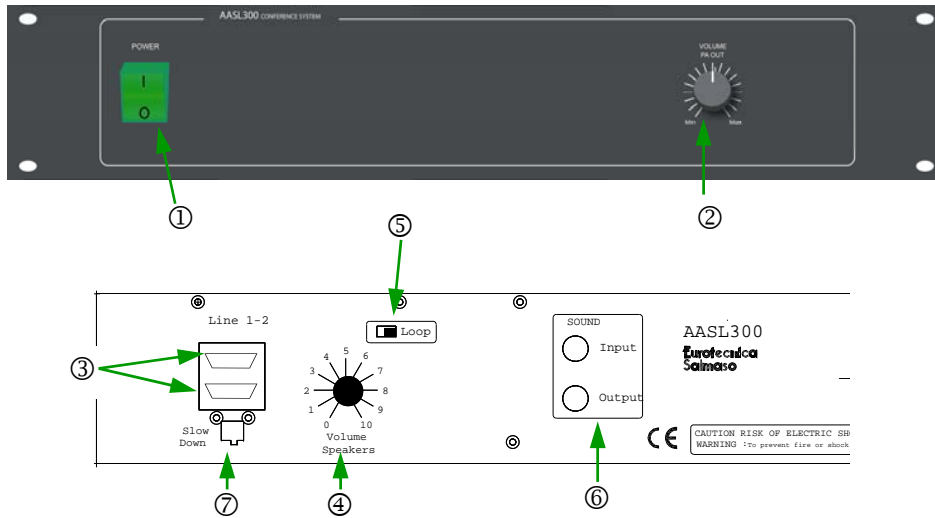 AASL300 CONFERENCE SYSTEM
POWER
I
O
VOLUME
PA OUT
Min Max
①
②
⑤
Line 1-2
Loop
③
0 1 2 3 4 5 6 7 8 9 10
Volume
Speakers
Slow
Down
SOUND
Input
Output
AASL300
Eurotecnica
Salmaso
CE
CAUTION RISK OF ELECTRIC
WARNING :To prevent fire or shock
⑦
④
⑥